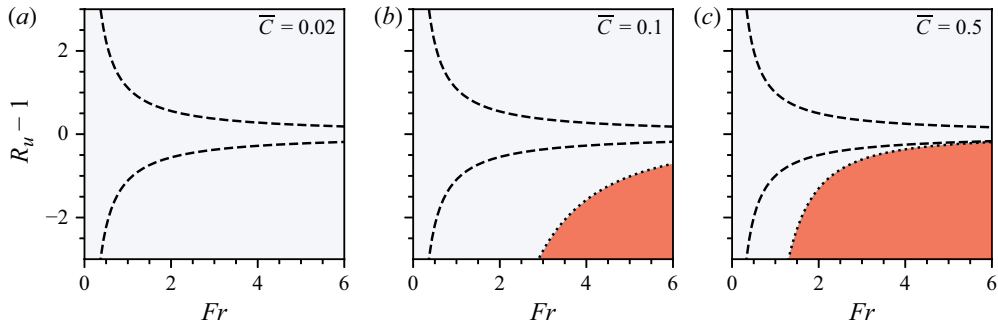 (a) C̅ = 0.02
(b) C̅ = 0.1
(c) C̅ = 0.5
R_u − 1
2
0
−2
0 2 4 6
0 2 4 6
0 2 4 6
Fr
Fr
Fr